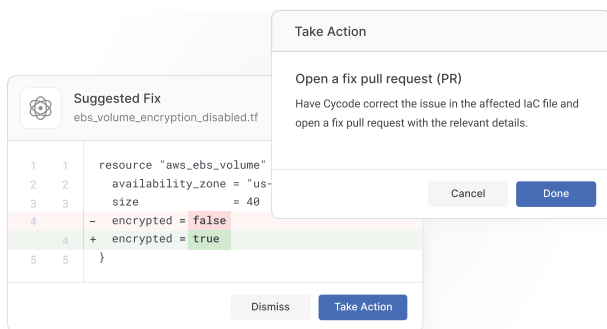 Take Action
Open a fix pull request (PR)
Have Cycode correct the issue in the affected IaC file and
open a fix pull request with the relevant details.
Cancel Done
Suggested Fix
ebs_volume_encryption_disabled.tf
1 1 resource "aws_ebs_volume"
2 2 availability_zone = "us-
3 3 size = 40
4 - encrypted = false
4 + encrypted = true
5 5 }
Dismiss Take Action